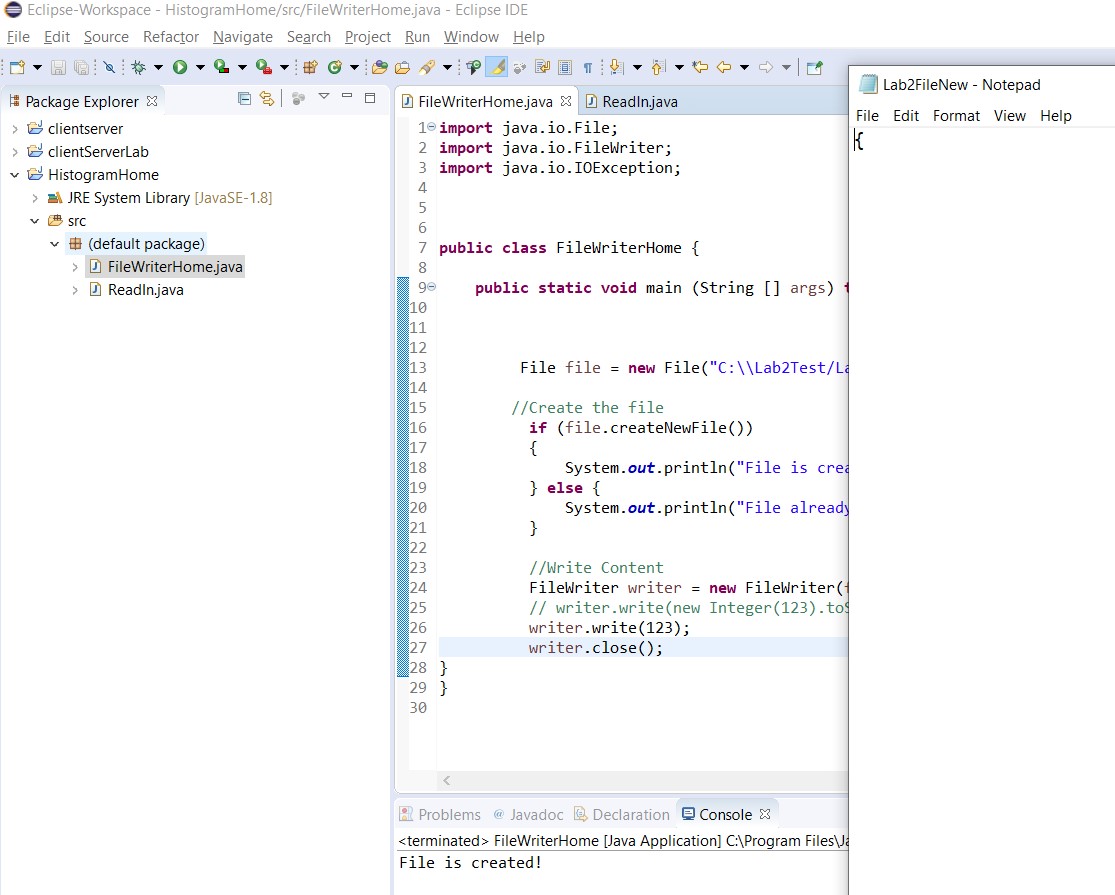 Eclipse-Workspace - HistogramHome/src/FileWriterHome.java - Eclipse IDE
File Edit Source Refactor Navigate Search Project Run Window Help
Package Explorer
clientserver
clientServerLab
HistogramHome
JRE System Library [JavaSE-1.8]
src
(default package)
FileWriterHome.java
ReadIn.java
FileWriterHome.java ReadIn.java
1 import java.io.File;
2 import java.io.FileWriter;
3 import java.io.IOException;
4
5
6
7 public class FileWriterHome {
8
9 public static void main (String [] args) t
10
11
12
13 File file = new File("C:\\Lab2Test/La
14
15 //Create the file
16 if (file.createNewFile())
17 {
18 System.out.println("File is crea
19 } else {
20 System.out.println("File already
21 }
22
23 //Write Content
24 FileWriter writer = new FileWriter(f
25 // writer.write(new Integer(123).toS
26 writer.write(123);
27 writer.close();
28 }
29 }
30
Problems @ Javadoc Declaration Console
<terminated> FileWriterHome [Java Application] C:\Program Files\Ja
File is created!
Lab2FileNew - Notepad
File Edit Format View Help
{